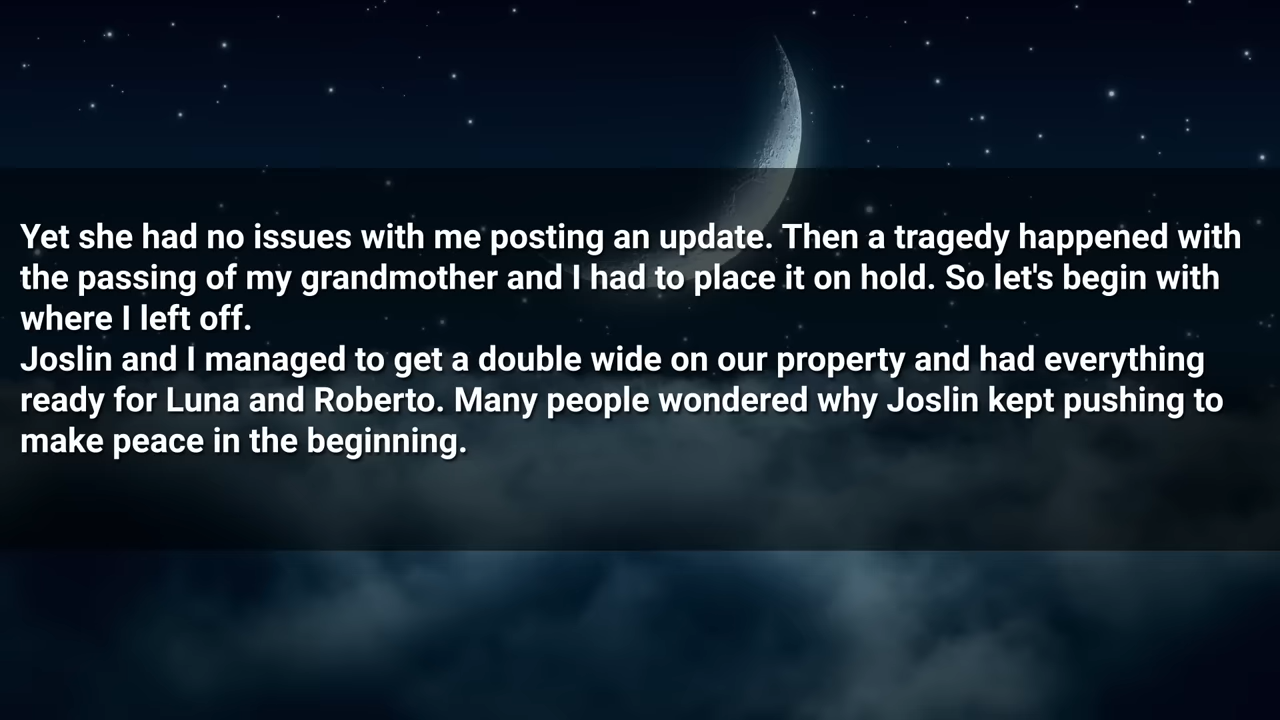 Yet she had no issues with me posting an update. Then a tragedy happened with
the passing of my grandmother and I had to place it on hold. So let's begin with
where I left off.
Joslin and I managed to get a double wide on our property and had everything
ready for Luna and Roberto. Many people wondered why Joslin kept pushing to
make peace in the beginning.